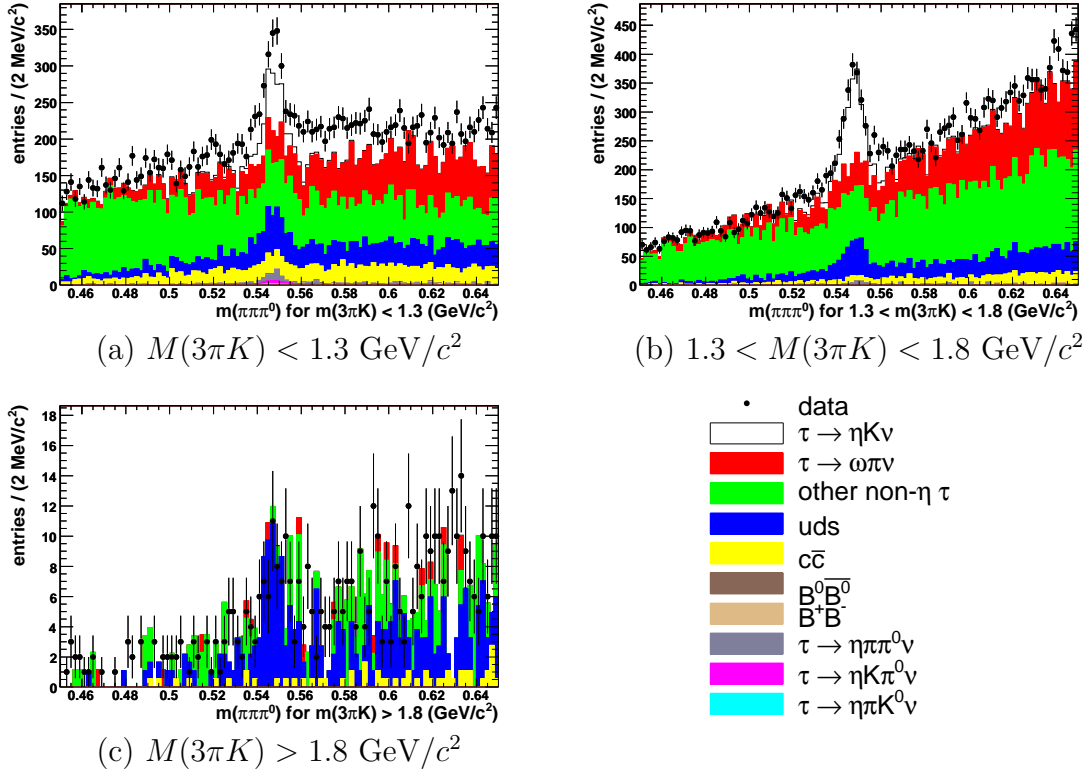 entries / (2 MeV/c²)
350
300
250
200
150
100
50
0
0.46 0.48 0.5 0.52 0.54 0.56 0.58 0.6 0.62 0.64
m(πππ⁰) for m(3πK) < 1.3 (GeV/c²)
(a) M(3πK) < 1.3 GeV/c²
entries / (2 MeV/c²)
450
400
350
300
250
200
150
100
50
0
0.46 0.48 0.5 0.52 0.54 0.56 0.58 0.6 0.62 0.64
m(πππ⁰) for 1.3 < m(3πK) < 1.8 (GeV/c²)
(b) 1.3 < M(3πK) < 1.8 GeV/c²
entries / (2 MeV/c²)
18
16
14
12
10
8
6
4
2
0
0.46 0.48 0.5 0.52 0.54 0.56 0.58 0.6 0.62 0.64
m(πππ⁰) for m(3πK) > 1.8 (GeV/c²)
(c) M(3πK) > 1.8 GeV/c²
data
τ → ηKν
τ → ωπν
other non-η τ
uds
cc̅
B⁰B̅⁰
B⁺B⁻
τ → ηππ⁰ν
τ → ηKπ⁰ν
τ → ηπK⁰ν